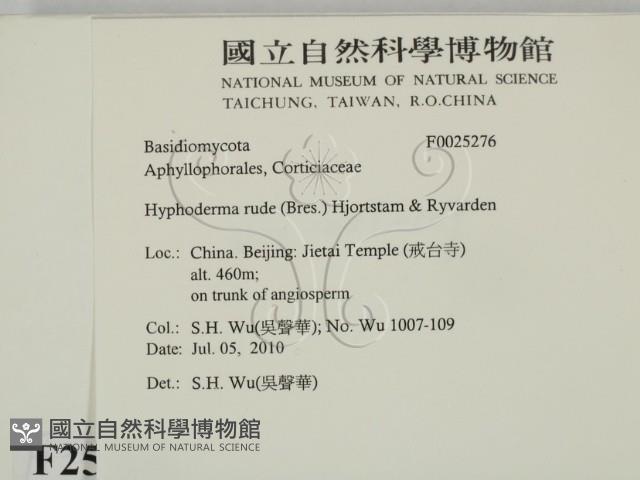 國立自然科學博物館
NATIONAL MUSEUM OF NATURAL SCIENCE
TAICHUNG, TAIWAN, R.O.CHINA
Basidiomycota F0025276
Aphyllophorales, Corticiaceae
Hyphoderma rude (Bres.) Hjortstam & Ryvarden
Loc.: China. Beijing: Jietai Temple (戒台寺)
alt. 460m;
on trunk of angiosperm
Col.: S.H. Wu(吳聲華); No. Wu 1007-109
Date: Jul. 05, 2010
Det.: S.H. Wu(吳聲華)
國立自然科學博物館
NATIONAL MUSEUM OF NATURAL SCIENCE
F25